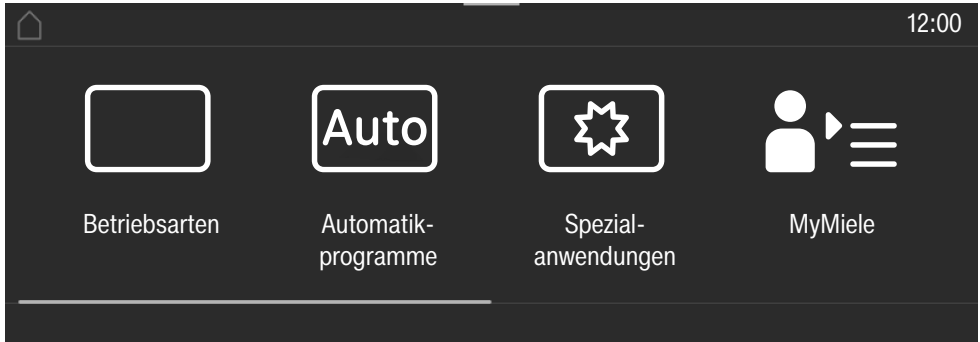 12:00
Auto
Betriebsarten
Automatik-
programme
Spezial-
anwendungen
MyMiele